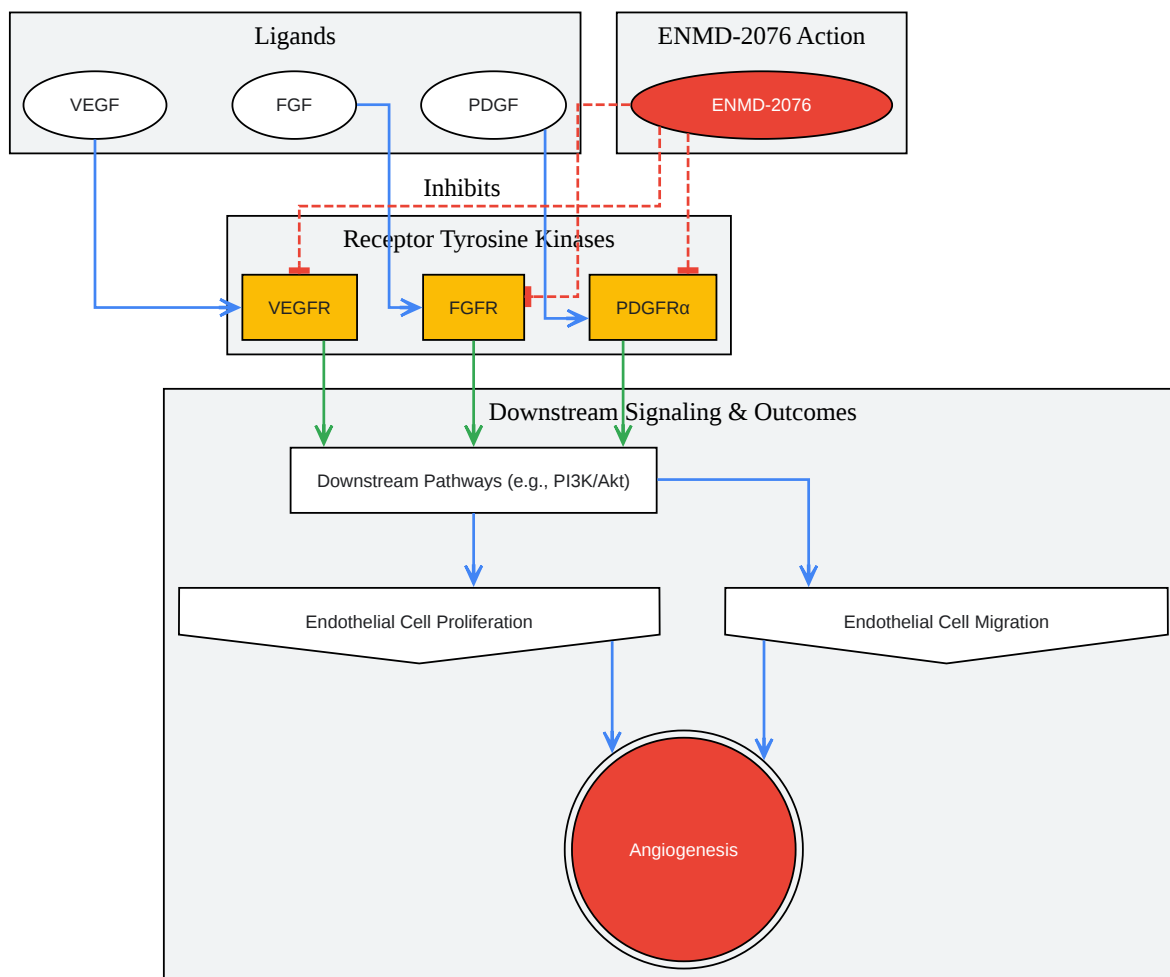 Ligands
ENMD-2076 Action
VEGF
FGF
PDGF
ENMD-2076
Inhibits
Receptor Tyrosine Kinases
VEGFR
FGFR
PDGFRα
Downstream Signaling & Outcomes
Downstream Pathways (e.g., PI3K/Akt)
Endothelial Cell Proliferation
Endothelial Cell Migration
Angiogenesis